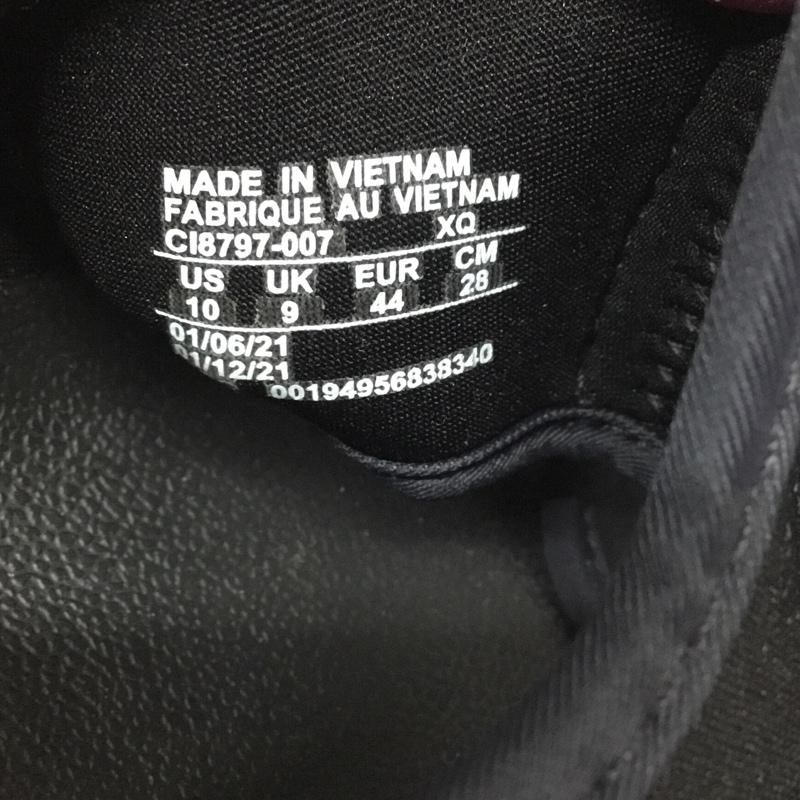 MADE IN VIETNAM
FABRIQUE AU VIETNAM
CI8797-007 XQ
US UK EUR CM
10 9 44 28
01/06/21
01/12/21
00194956838340